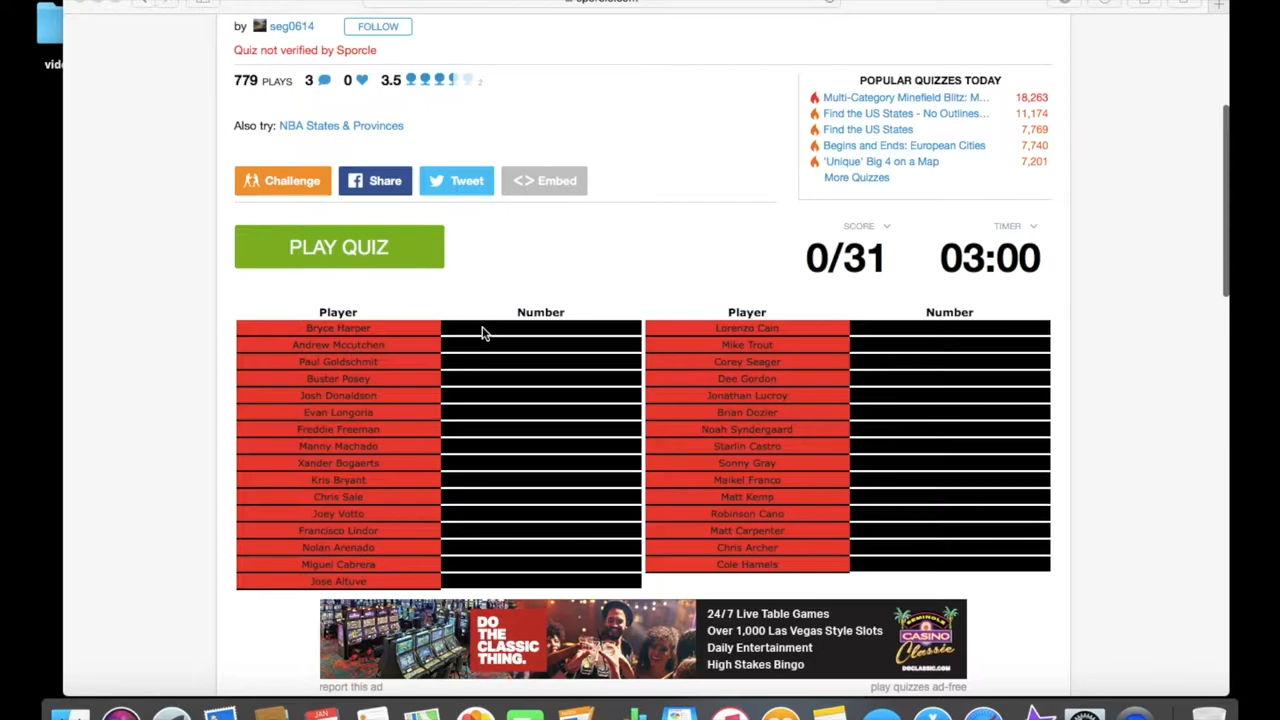 by seg0614 FOLLOW
Quiz not verified by Sporcle
779 PLAYS 3 0 3.5 2
Also try: NBA States & Provinces
Challenge Share Tweet <> Embed
POPULAR QUIZZES TODAY
Multi-Category Minefield Blitz: M... 18,263
Find the US States - No Outlines... 11,174
Find the US States 7,769
Begins and Ends: European Cities 7,740
'Unique' Big 4 on a Map 7,201
More Quizzes
PLAY QUIZ
SCORE TIMER
0/31 03:00
Player Number Player Number
Bryce Harper Lorenzo Cain
Andrew Mccutchen Mike Trout
Paul Goldschmit Corey Seager
Buster Posey Dee Gordon
Josh Donaldson Jonathan Lucroy
Evan Longoria Brian Dozier
Freddie Freeman Noah Syndergaard
Manny Machado Starlin Castro
Xander Bogaerts Sonny Gray
Kris Bryant Maikel Franco
Chris Sale Matt Kemp
Joey Votto Robinson Cano
Francisco Lindor Matt Carpenter
Nolan Arenado Chris Archer
Miguel Cabrera Cole Hamels
Jose Altuve
DO
THE
CLASSIC
THING.
24/7 Live Table Games
Over 1,000 Las Vegas Style Slots
Daily Entertainment
High Stakes Bingo
SEMINOLE
CASINO
Classic
DOCLASSIC.COM
report this ad play quizzes ad-free
JAN